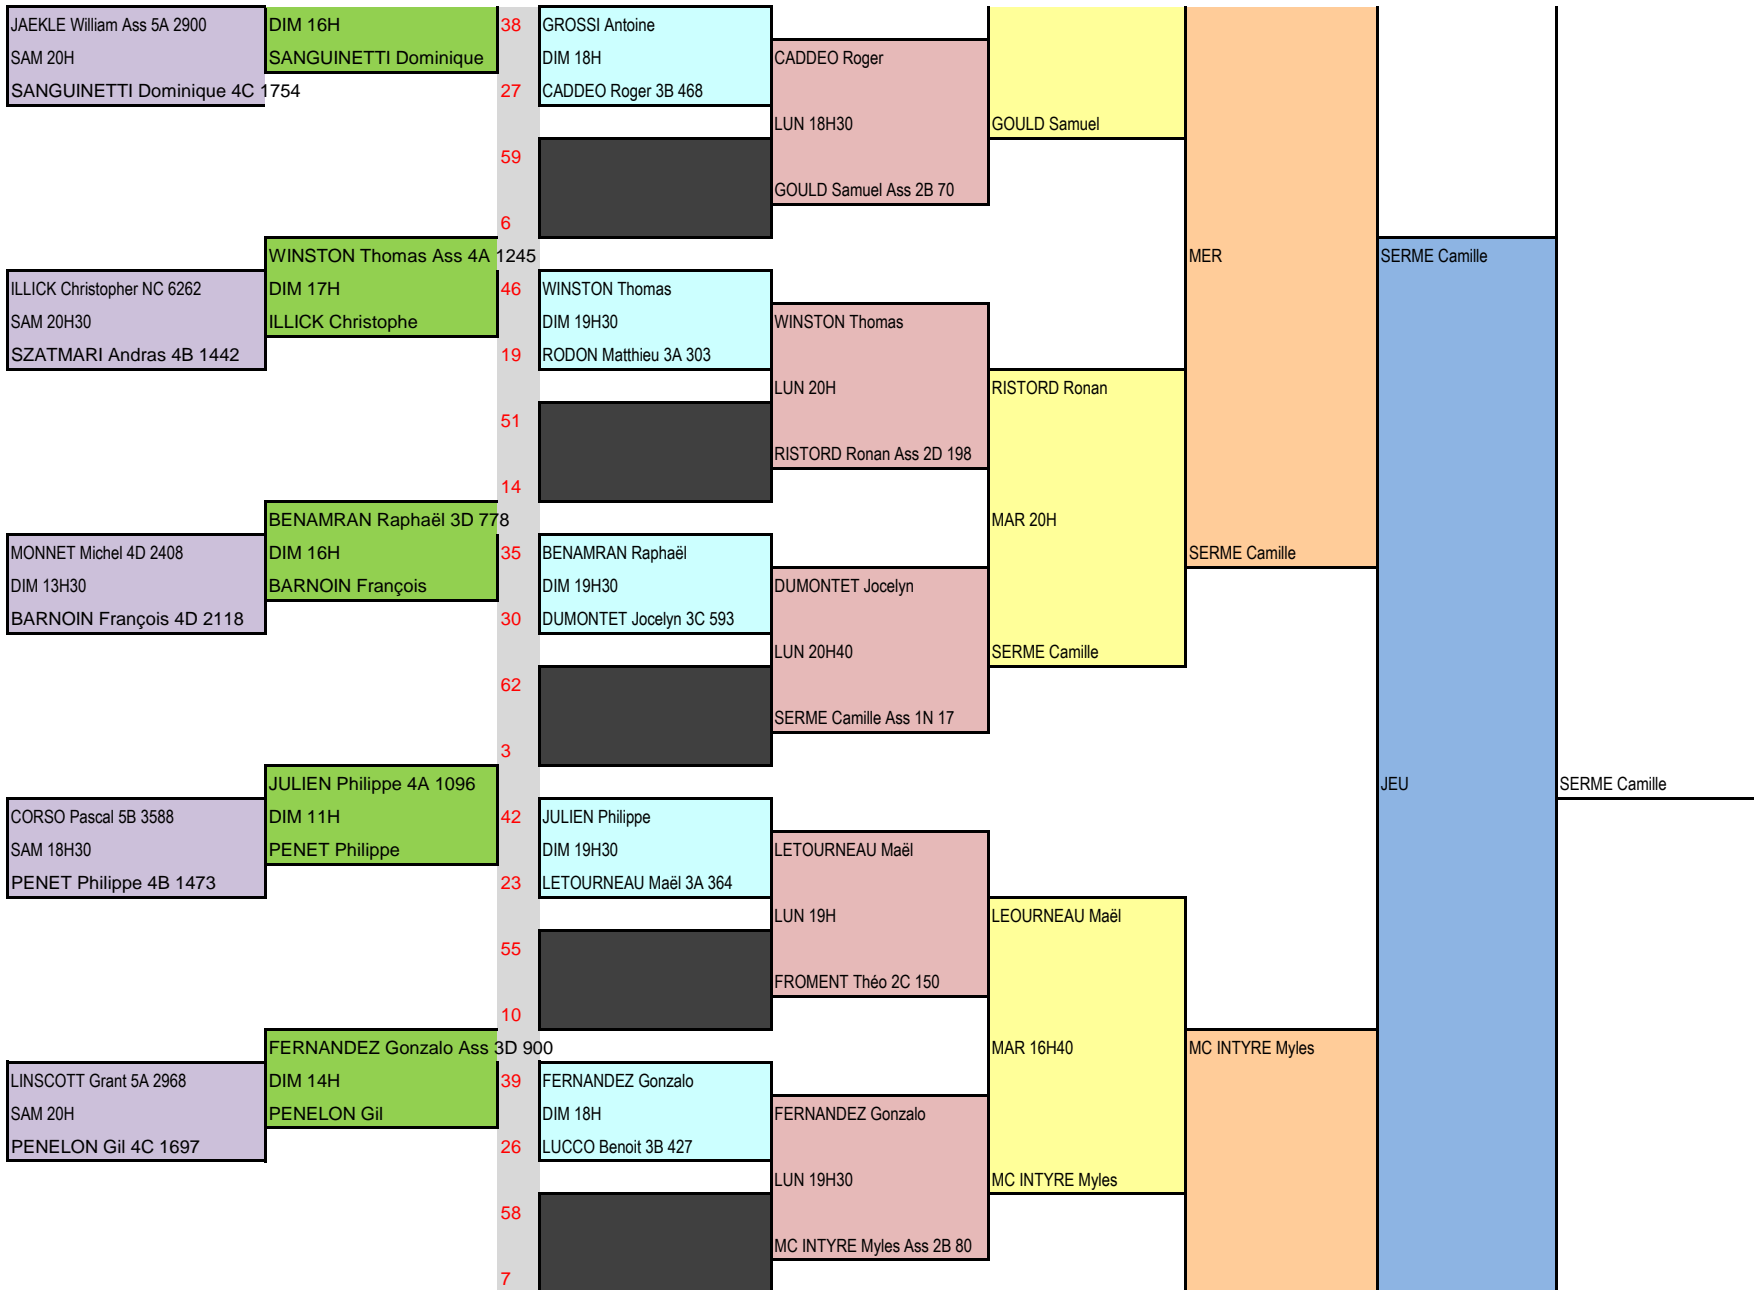 JAEKLE William Ass 5A 2900
DIM 16H
38
GROSSI Antoine
SAM 20H
SANGUINETTI Dominique
DIM 18H
CADDEO Roger
SANGUINETTI Dominique 4C 1754
27
CADDEO Roger 3B 468
LUN 18H30
GOULD Samuel
59
GOULD Samuel Ass 2B 70
6
WINSTON Thomas Ass 4A 1245
MER
SERME Camille
ILLICK Christopher NC 6262
DIM 17H
46
WINSTON Thomas
SAM 20H30
ILLICK Christophe
DIM 19H30
WINSTON Thomas
SZATMARI Andras 4B 1442
19
RODON Matthieu 3A 303
LUN 20H
RISTORD Ronan
51
RISTORD Ronan Ass 2D 198
14
BENAMRAN Raphaël 3D 778
MAR 20H
MONNET Michel 4D 2408
DIM 16H
35
BENAMRAN Raphaël
SERME Camille
DIM 13H30
BARNOIN François
DIM 19H30
DUMONTET Jocelyn
BARNOIN François 4D 2118
30
DUMONTET Jocelyn 3C 593
LUN 20H40
SERME Camille
62
SERME Camille Ass 1N 17
3
JULIEN Philippe 4A 1096
JEU
SERME Camille
CORSO Pascal 5B 3588
DIM 11H
42
JULIEN Philippe
SAM 18H30
PENET Philippe
DIM 19H30
LETOURNEAU Maël
PENET Philippe 4B 1473
23
LETOURNEAU Maël 3A 364
LUN 19H
LEOURNEAU Maël
55
FROMENT Théo 2C 150
10
FERNANDEZ Gonzalo Ass 3D 900
MAR 16H40
MC INTYRE Myles
LINSCOTT Grant 5A 2968
DIM 14H
39
FERNANDEZ Gonzalo
SAM 20H
PENELON Gil
DIM 18H
FERNANDEZ Gonzalo
PENELON Gil 4C 1697
26
LUCCO Benoit 3B 427
LUN 19H30
MC INTYRE Myles
58
MC INTYRE Myles Ass 2B 80
7